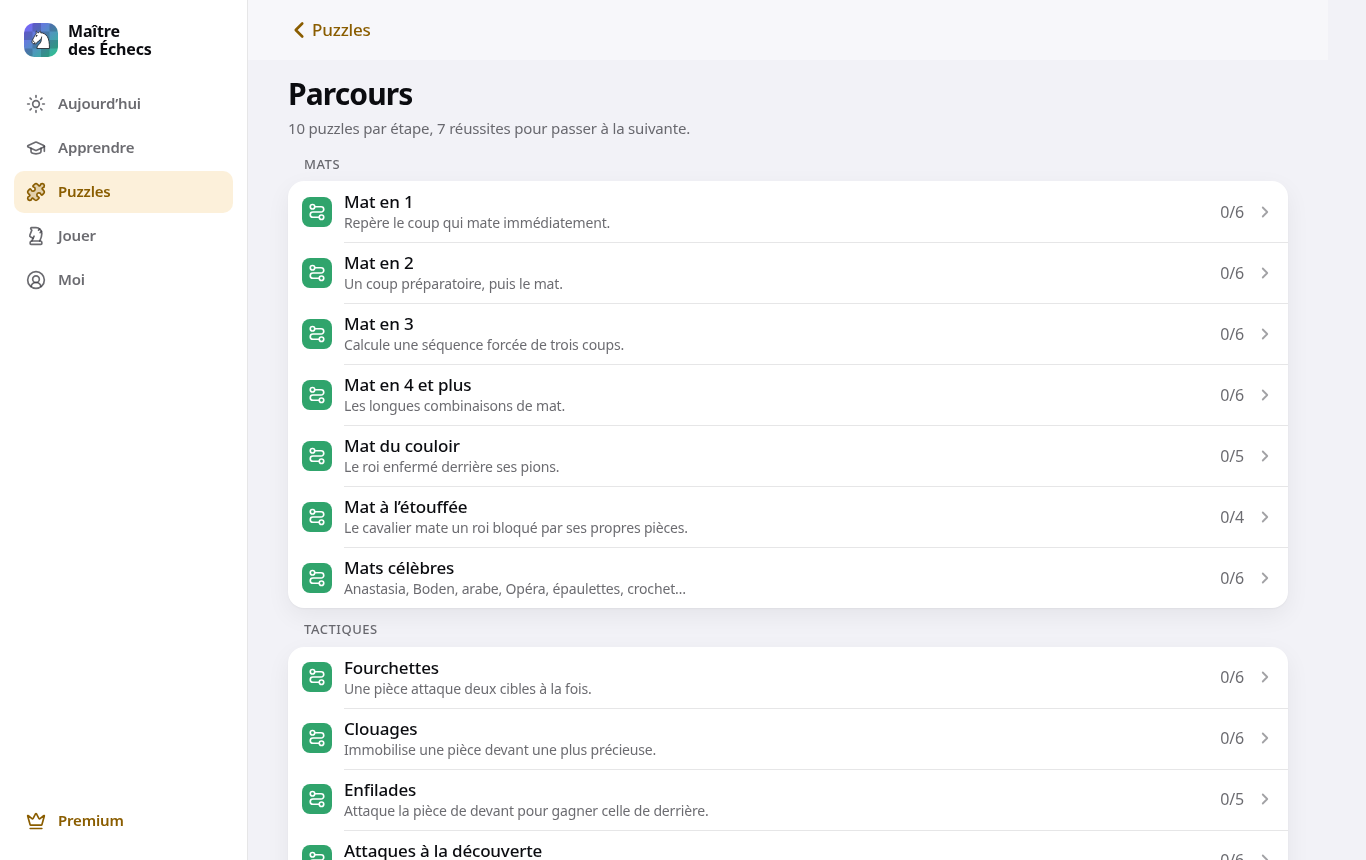 Maître
des Échecs
Aujourd’hui
Apprendre
Puzzles
Jouer
Moi
Premium
Puzzles
Parcours
10 puzzles par étape, 7 réussites pour passer à la suivante.
MATS
Mat en 1
Repère le coup qui mate immédiatement.
0/6
Mat en 2
Un coup préparatoire, puis le mat.
0/6
Mat en 3
Calcule une séquence forcée de trois coups.
0/6
Mat en 4 et plus
Les longues combinaisons de mat.
0/6
Mat du couloir
Le roi enfermé derrière ses pions.
0/5
Mat à l’étouffée
Le cavalier mate un roi bloqué par ses propres pièces.
0/4
Mats célèbres
Anastasia, Boden, arabe, Opéra, épaulettes, crochet…
0/6
TACTIQUES
Fourchettes
Une pièce attaque deux cibles à la fois.
0/6
Clouages
Immobilise une pièce devant une plus précieuse.
0/6
Enfilades
Attaque la pièce de devant pour gagner celle de derrière.
0/5
Attaques à la découverte
0/6